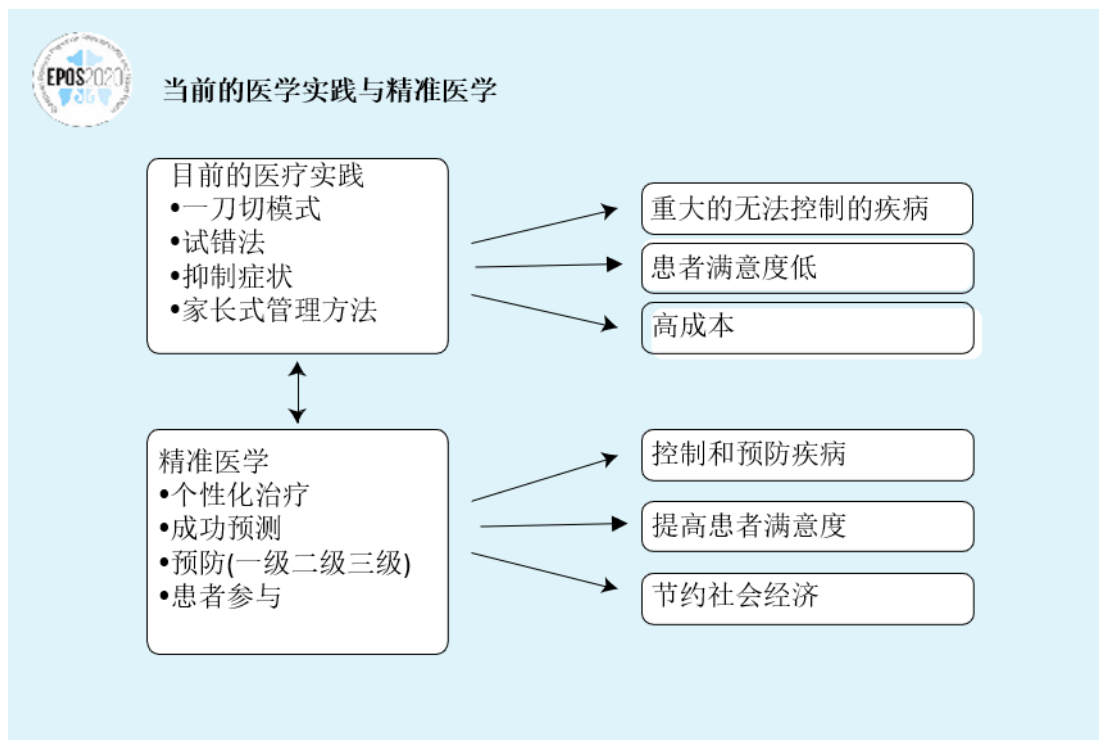 EPOS2020
当前的医学实践与精准医学
目前的医疗实践
•一刀切模式
•试错法
•抑制症状
•家长式管理方法
重大的无法控制的疾病
患者满意度低
高成本
精准医学
•个性化治疗
•成功预测
•预防(一级二级三级)
•患者参与
控制和预防疾病
提高患者满意度
节约社会经济